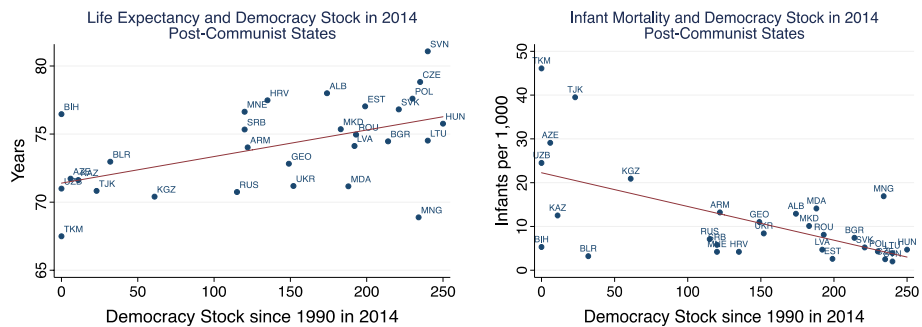 Life Expectancy and Democracy Stock in 2014
Post-Communist States
Years
80
75
70
65
SVN
CZE
POL
ALB
HRV
EST
SVK
MNE
BIH
HUN
SRB
MKD
ROU
LTU
BGR
LVA
ARM
BLR
GEO
AZE
KAZ
UZB
UKR
MDA
TJK
RUS
KGZ
MNG
TKM
0 50 100 150 200 250
Democracy Stock since 1990 in 2014
Infant Mortality and Democracy Stock in 2014
Post-Communist States
Infants per 1,000
50
40
30
20
10
0
TKM
TJK
AZE
UZB
KGZ
MNG
MDA
ALB
ARM
KAZ
GEO
MKD
UKR
BGR
RUS
SRB
BIH
SVK
MNE
HRV
LVA
POL
LTU
HUN
BLR
EST
0 50 100 150 200 250
Democracy Stock since 1990 in 2014